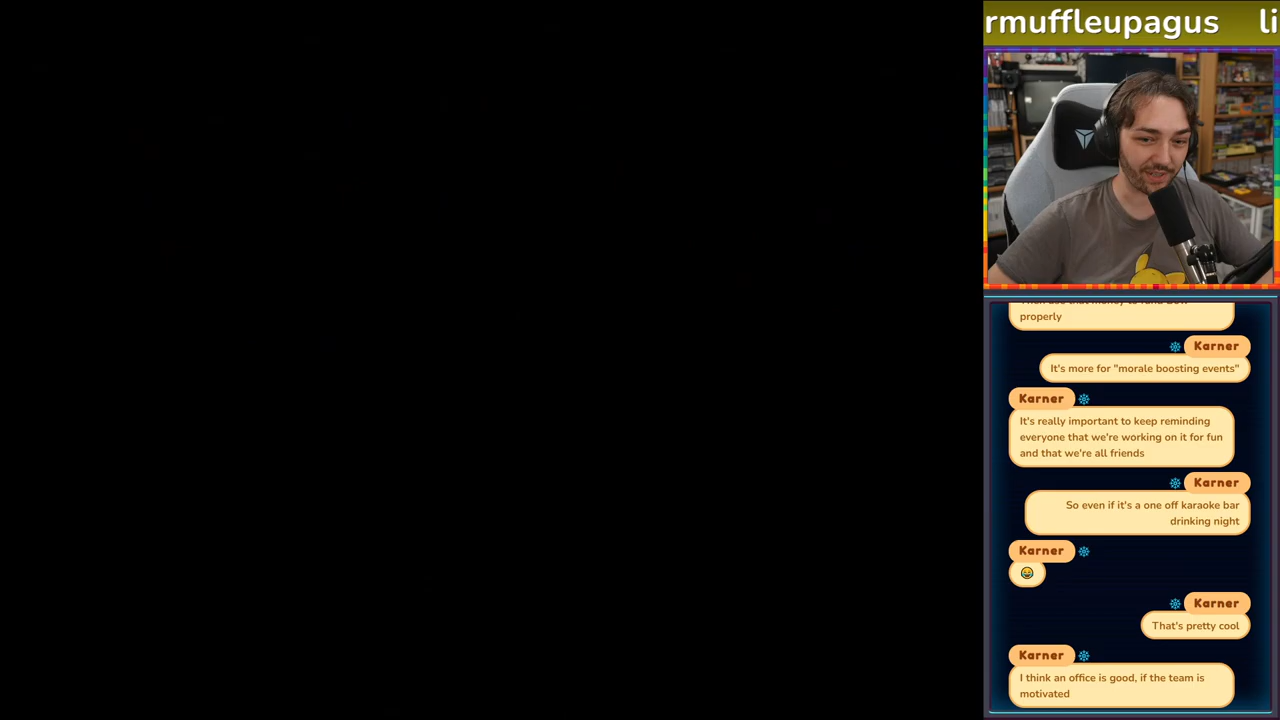 rmuffleupagus li
properly
Karner
It's more for "morale boosting events"
Karner
It's really important to keep reminding
everyone that we're working on it for fun
and that we're all friends
Karner
So even if it's a one off karaoke bar
drinking night
Karner
Karner
That's pretty cool
Karner
I think an office is good, if the team is
motivated